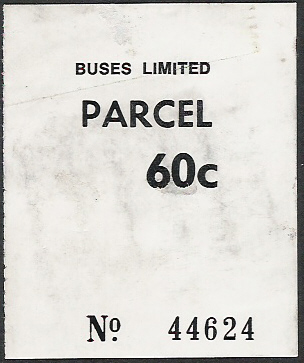 BUSES LIMITED
PARCEL
60c
Nº 44624